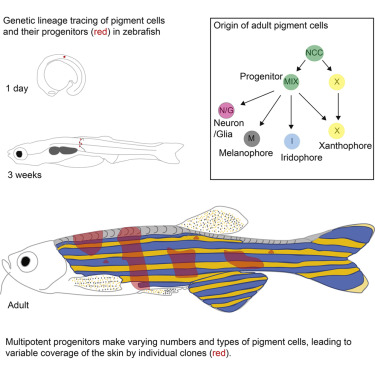 Genetic lineage tracing of pigment cells
and their progenitors (red) in zebrafish
1 day
3 weeks
Origin of adult pigment cells
NCC
Progenitor
MIX
X
N/G
Neuron
/Glia
M
Melanophore
I
Iridophore
X
Xanthophore
Adult
Multipotent progenitors make varying numbers and types of pigment cells, leading to
variable coverage of the skin by individual clones (red).